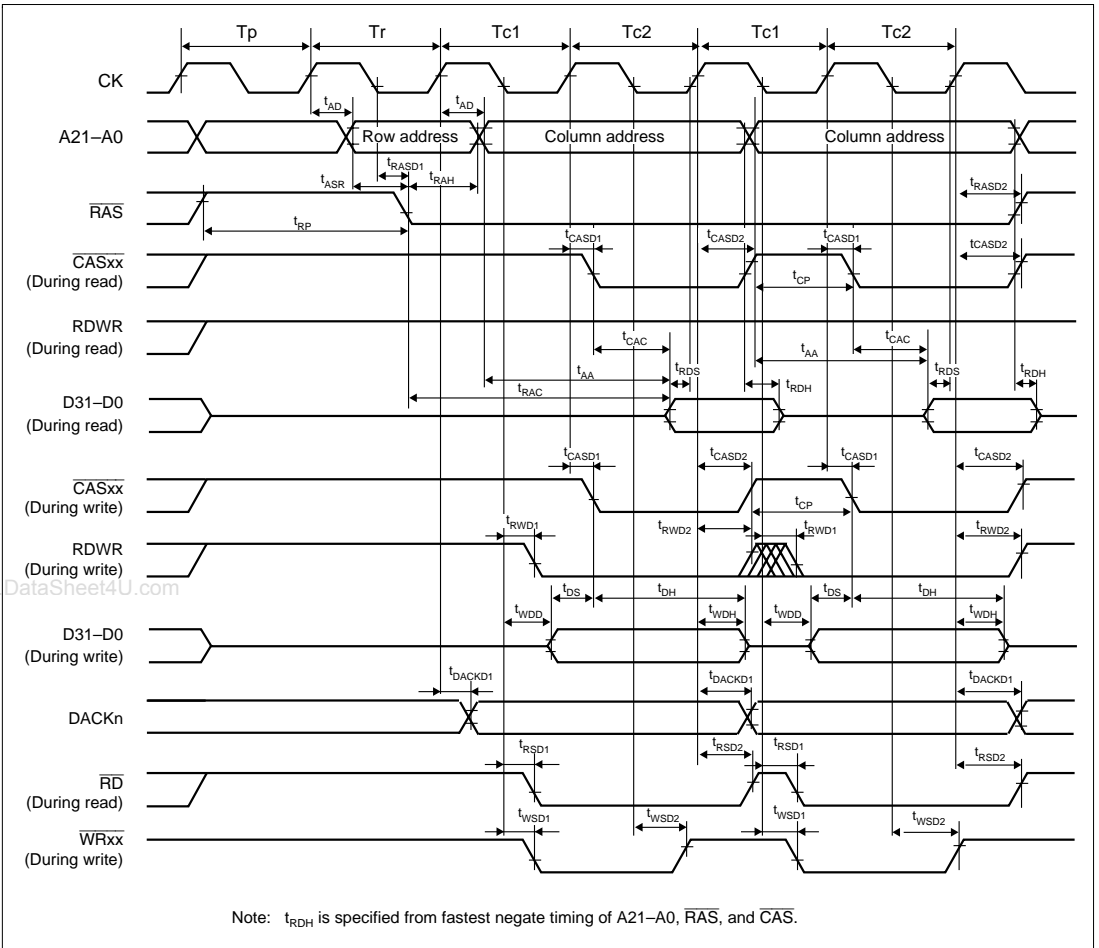 Tp Tr Tc1 Tc2 Tc1 Tc2
CK
tAD tAD
A21–A0 Row address Column address Column address
tRASD1
tASR tRAH tRASD2
RAS
tRP
tCASD1 tCASD2 tCASD1 tCASD2
CASxx
(During read)
tCP
RDWR
(During read)
tCAC tCAC
tAA tRDS tAA tRDS
tRAC tRDH tRDH
D31–D0
(During read)
tCASD1 tCASD2 tCASD1 tCASD2
CASxx
(During write)
tCP
tRWD1 tRWD2 tRWD1 tRWD2
RDWR
(During write)
DataSheet4U.com
tDS tDH tDS tDH
tWDD tWDH tWDD tWDH
D31–D0
(During write)
tDACKD1 tDACKD1 tDACKD1
DACKn
tRSD1 tRSD2 tRSD1 tRSD2
RD
(During read)
tWSD1 tWSD2 tWSD1 tWSD2
WRxx
(During write)
Note: tRDH is specified from fastest negate timing of A21–A0, RAS, and CAS.